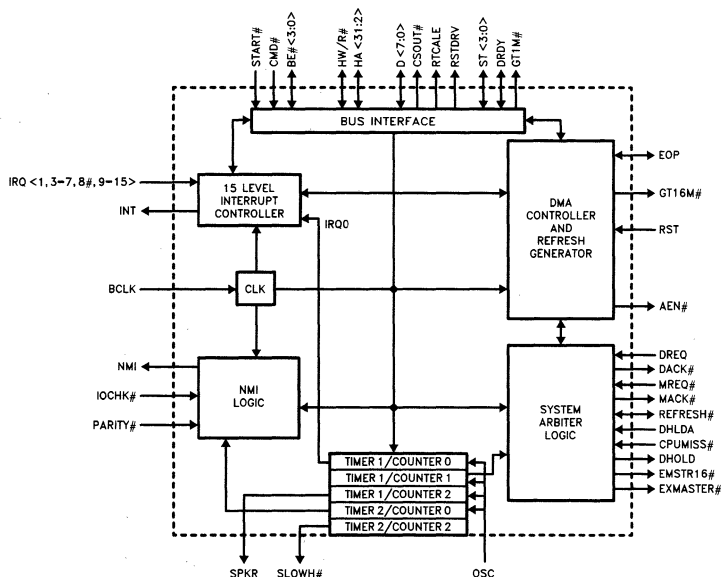 START#
CMD#
BE# <3:0>
HW/R#
HA <31:2>
D <7:0>
CSOUT#
RTCALE
RSTDRV
ST <3:0>
DRDY
GT1M#
BUS INTERFACE
IRQ <1,3-7,8#,9-15>
INT
15 LEVEL
INTERRUPT
CONTROLLER
IRQ0
DMA
CONTROLLER
AND
REFRESH
GENERATOR
EOP
GT16M#
RST
AEN#
BCLK
CLK
NMI
IOCHK#
PARITY#
NMI
LOGIC
SYSTEM
ARBITER
LOGIC
DREQ
DACK#
MREQ#
MACK#
REFRESH#
DHLDA
CPUMISS#
DHOLD
EMSTR16#
EXMASTER#
TIMER 1/COUNTER 0
TIMER 1/COUNTER 1
TIMER 1/COUNTER 2
TIMER 2/COUNTER 0
TIMER 2/COUNTER 2
SPKR
SLOWH#
OSC